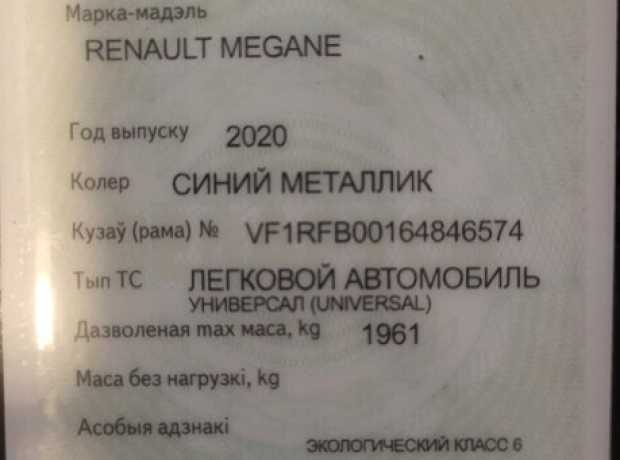 Марка-мадэль
RENAULT MEGANE
Год выпуску 2020
Колер СИНИЙ МЕТАЛЛИК
Кузаў (рама) № VF1RFB00164846574
Тып ТС ЛЕГКОВОЙ АВТОМОБИЛЬ
УНИВЕРСАЛ (UNIVERSAL)
Дазволеная max маса, kg 1961
Маса без нагрузкі, kg
Асобыя адзнакі
ЭКОЛОГИЧЕСКИЙ КЛАСС 6